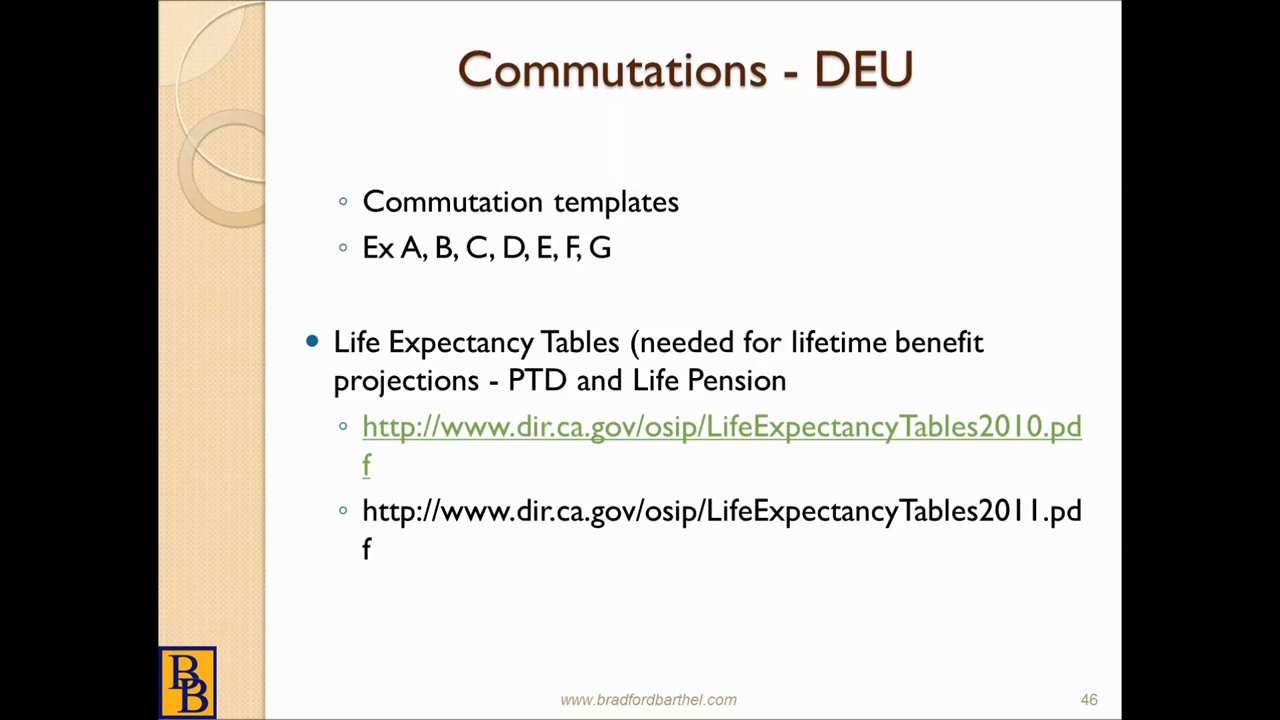 Commutations - DEU
◦ Commutation templates
◦ Ex A, B, C, D, E, F, G
• Life Expectancy Tables (needed for lifetime benefit
projections - PTD and Life Pension
◦ http://www.dir.ca.gov/osip/LifeExpectancyTables2010.pd
f
◦ http://www.dir.ca.gov/osip/LifeExpectancyTables2011.pd
f
B
B
www.bradfordbarthel.com
46